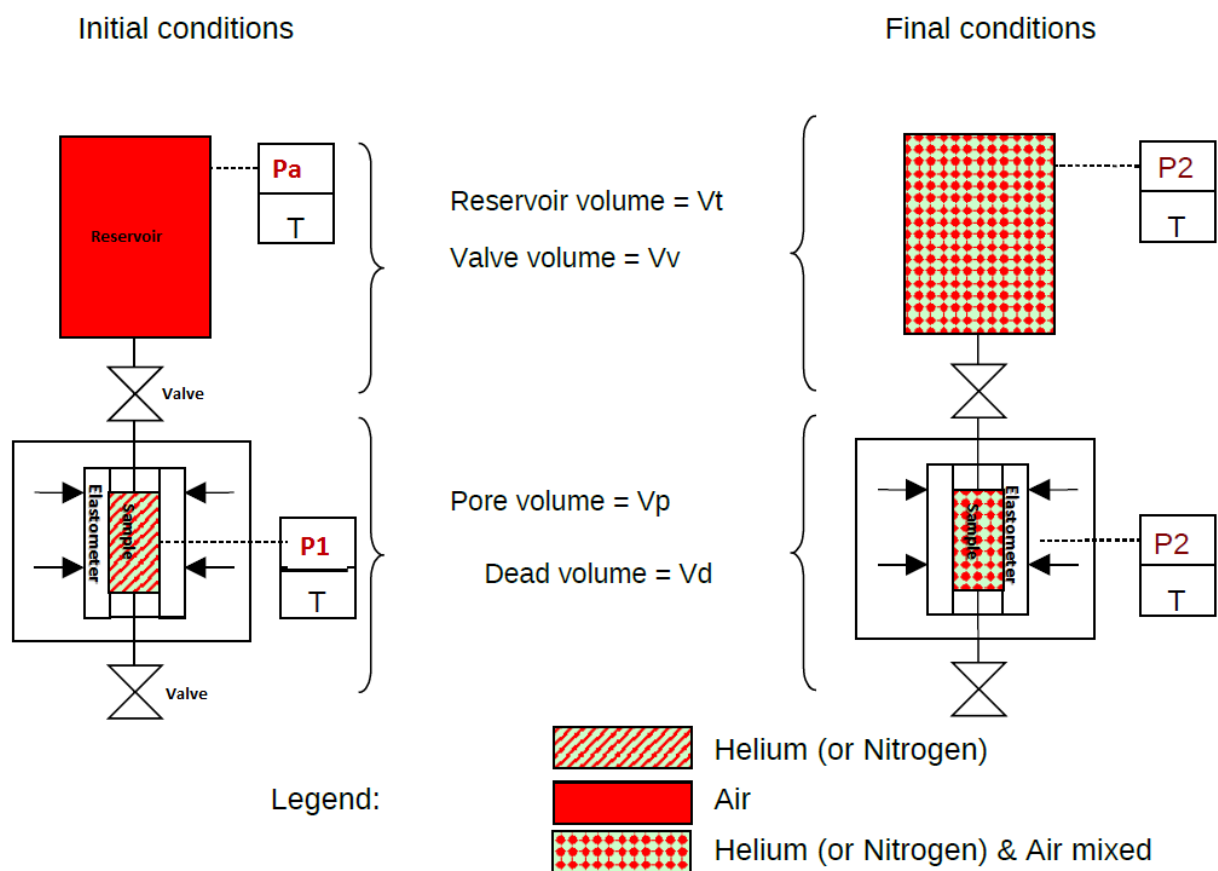 Initial conditions
Final conditions
Pa
T
Reservoir
Reservoir volume = Vt
Valve volume = Vv
P2
T
Valve
Elastometer
Sample
P1
T
Pore volume = Vp
Dead volume = Vd
Sample
Elastometer
P2
T
Valve
Legend:
Helium (or Nitrogen)
Air
Helium (or Nitrogen) & Air mixed